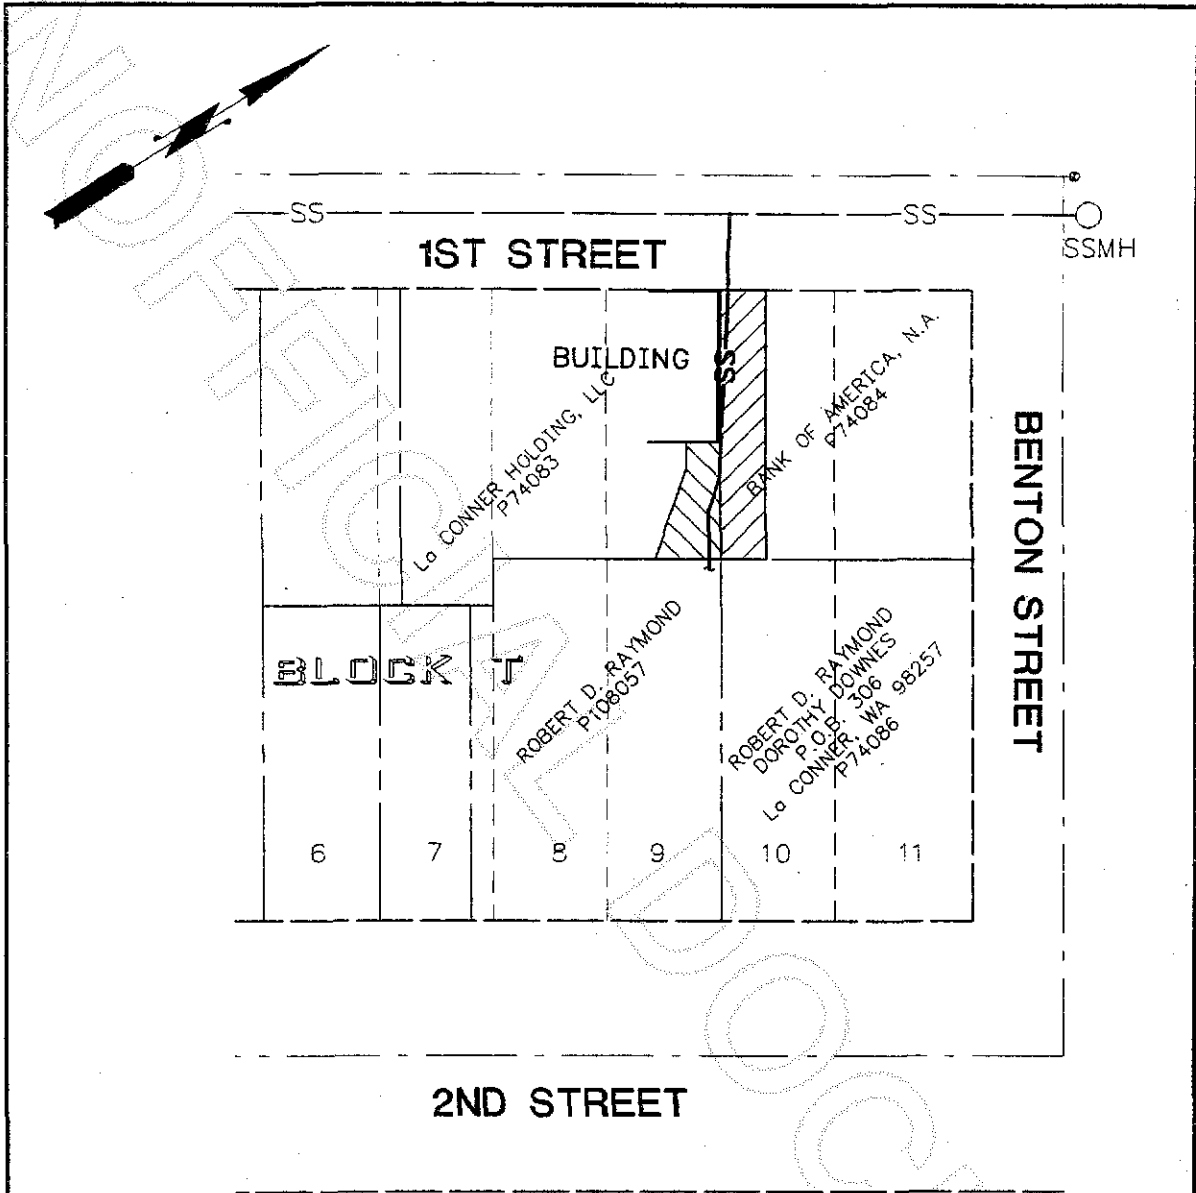 SS
SS
SSMH
1ST STREET
BUILDING
SS
La CONNER HOLDING, LLC
P74083
BANK OF AMERICA, N.A.
P74084
BENTON STREET
BLOCK T
ROBERT D. RAYMOND
P108057
ROBERT D. RAYMOND
DOROTHY DOWNES
P.O.B. 306
La CONNER, WA 98257
P74086
6
7
8
9
10
11
2ND STREET
UNOFFICIAL DOC